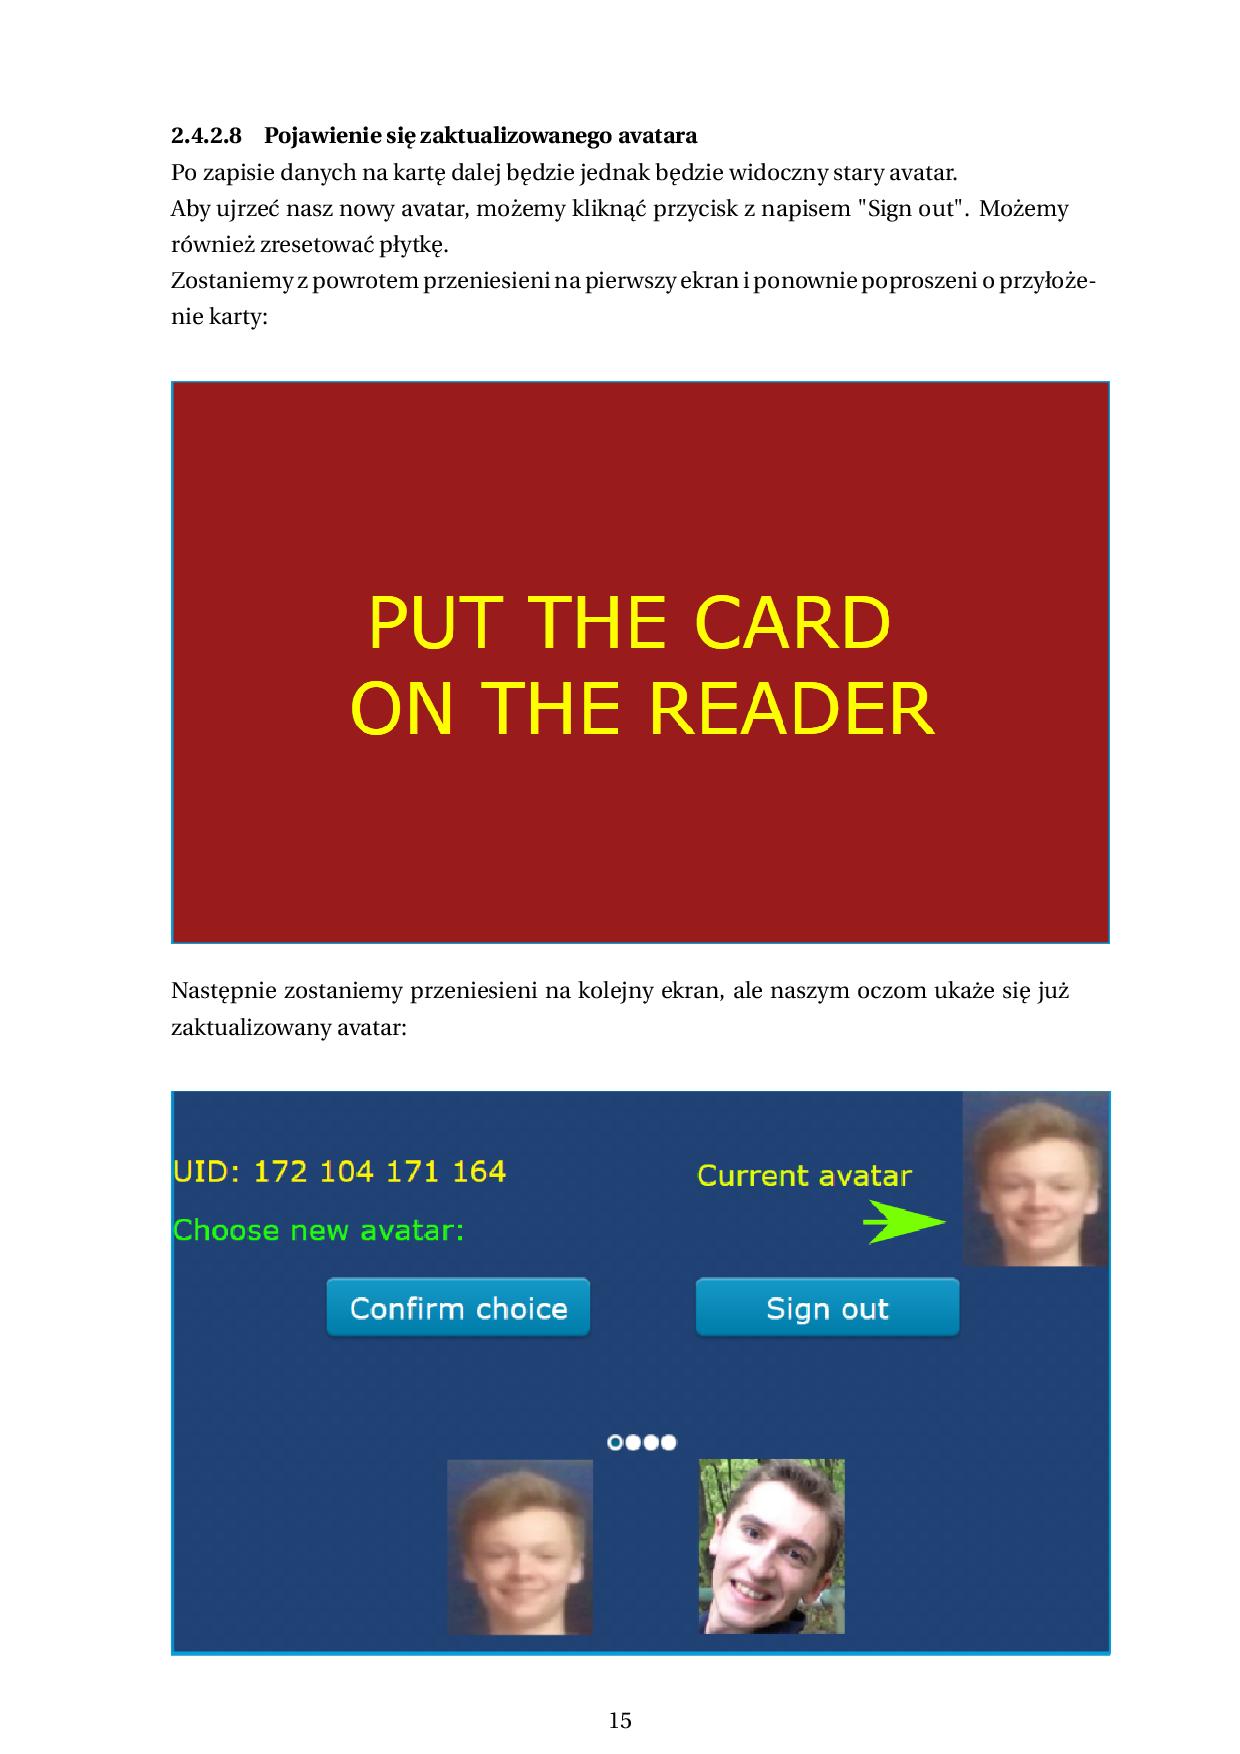 2.4.2.8 Pojawienie się zaktualizowanego avatara
Po zapisie danych na kartę dalej będzie jednak będzie widoczny stary avatar.
Aby ujrzeć nasz nowy avatar, możemy kliknąć przycisk z napisem "Sign out". Możemy
również zresetować płytkę.
Zostaniemy z powrotem przeniesieni na pierwszy ekran i ponownie poproszeni o przyłoże-
nie karty:
PUT THE CARD
ON THE READER
Następnie zostaniemy przeniesieni na kolejny ekran, ale naszym oczom ukaże się już
zaktualizowany avatar:
UID: 172 104 171 164
Current avatar
Choose new avatar:
Confirm choice
Sign out
15